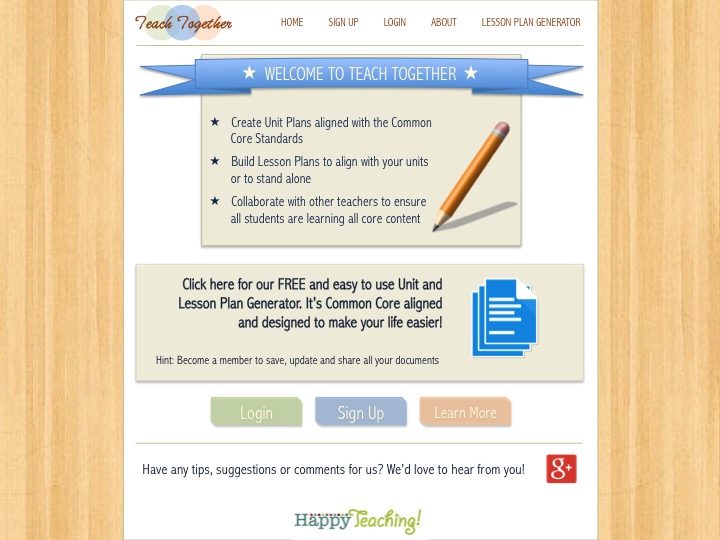 Teach Together
HOME SIGN UP LOGIN ABOUT LESSON PLAN GENERATOR
★ WELCOME TO TEACH TOGETHER ★
★ Create Unit Plans aligned with the Common
Core Standards
★ Build Lesson Plans to align with your units
or to stand alone
★ Collaborate with other teachers to ensure
all students are learning all core content
Click here for our FREE and easy to use Unit and
Lesson Plan Generator. It's Common Core aligned
and designed to make your life easier!
Hint: Become a member to save, update and share all your documents
Login Sign Up Learn More
Have any tips, suggestions or comments for us? We'd love to hear from you! g+
Happy Teaching!